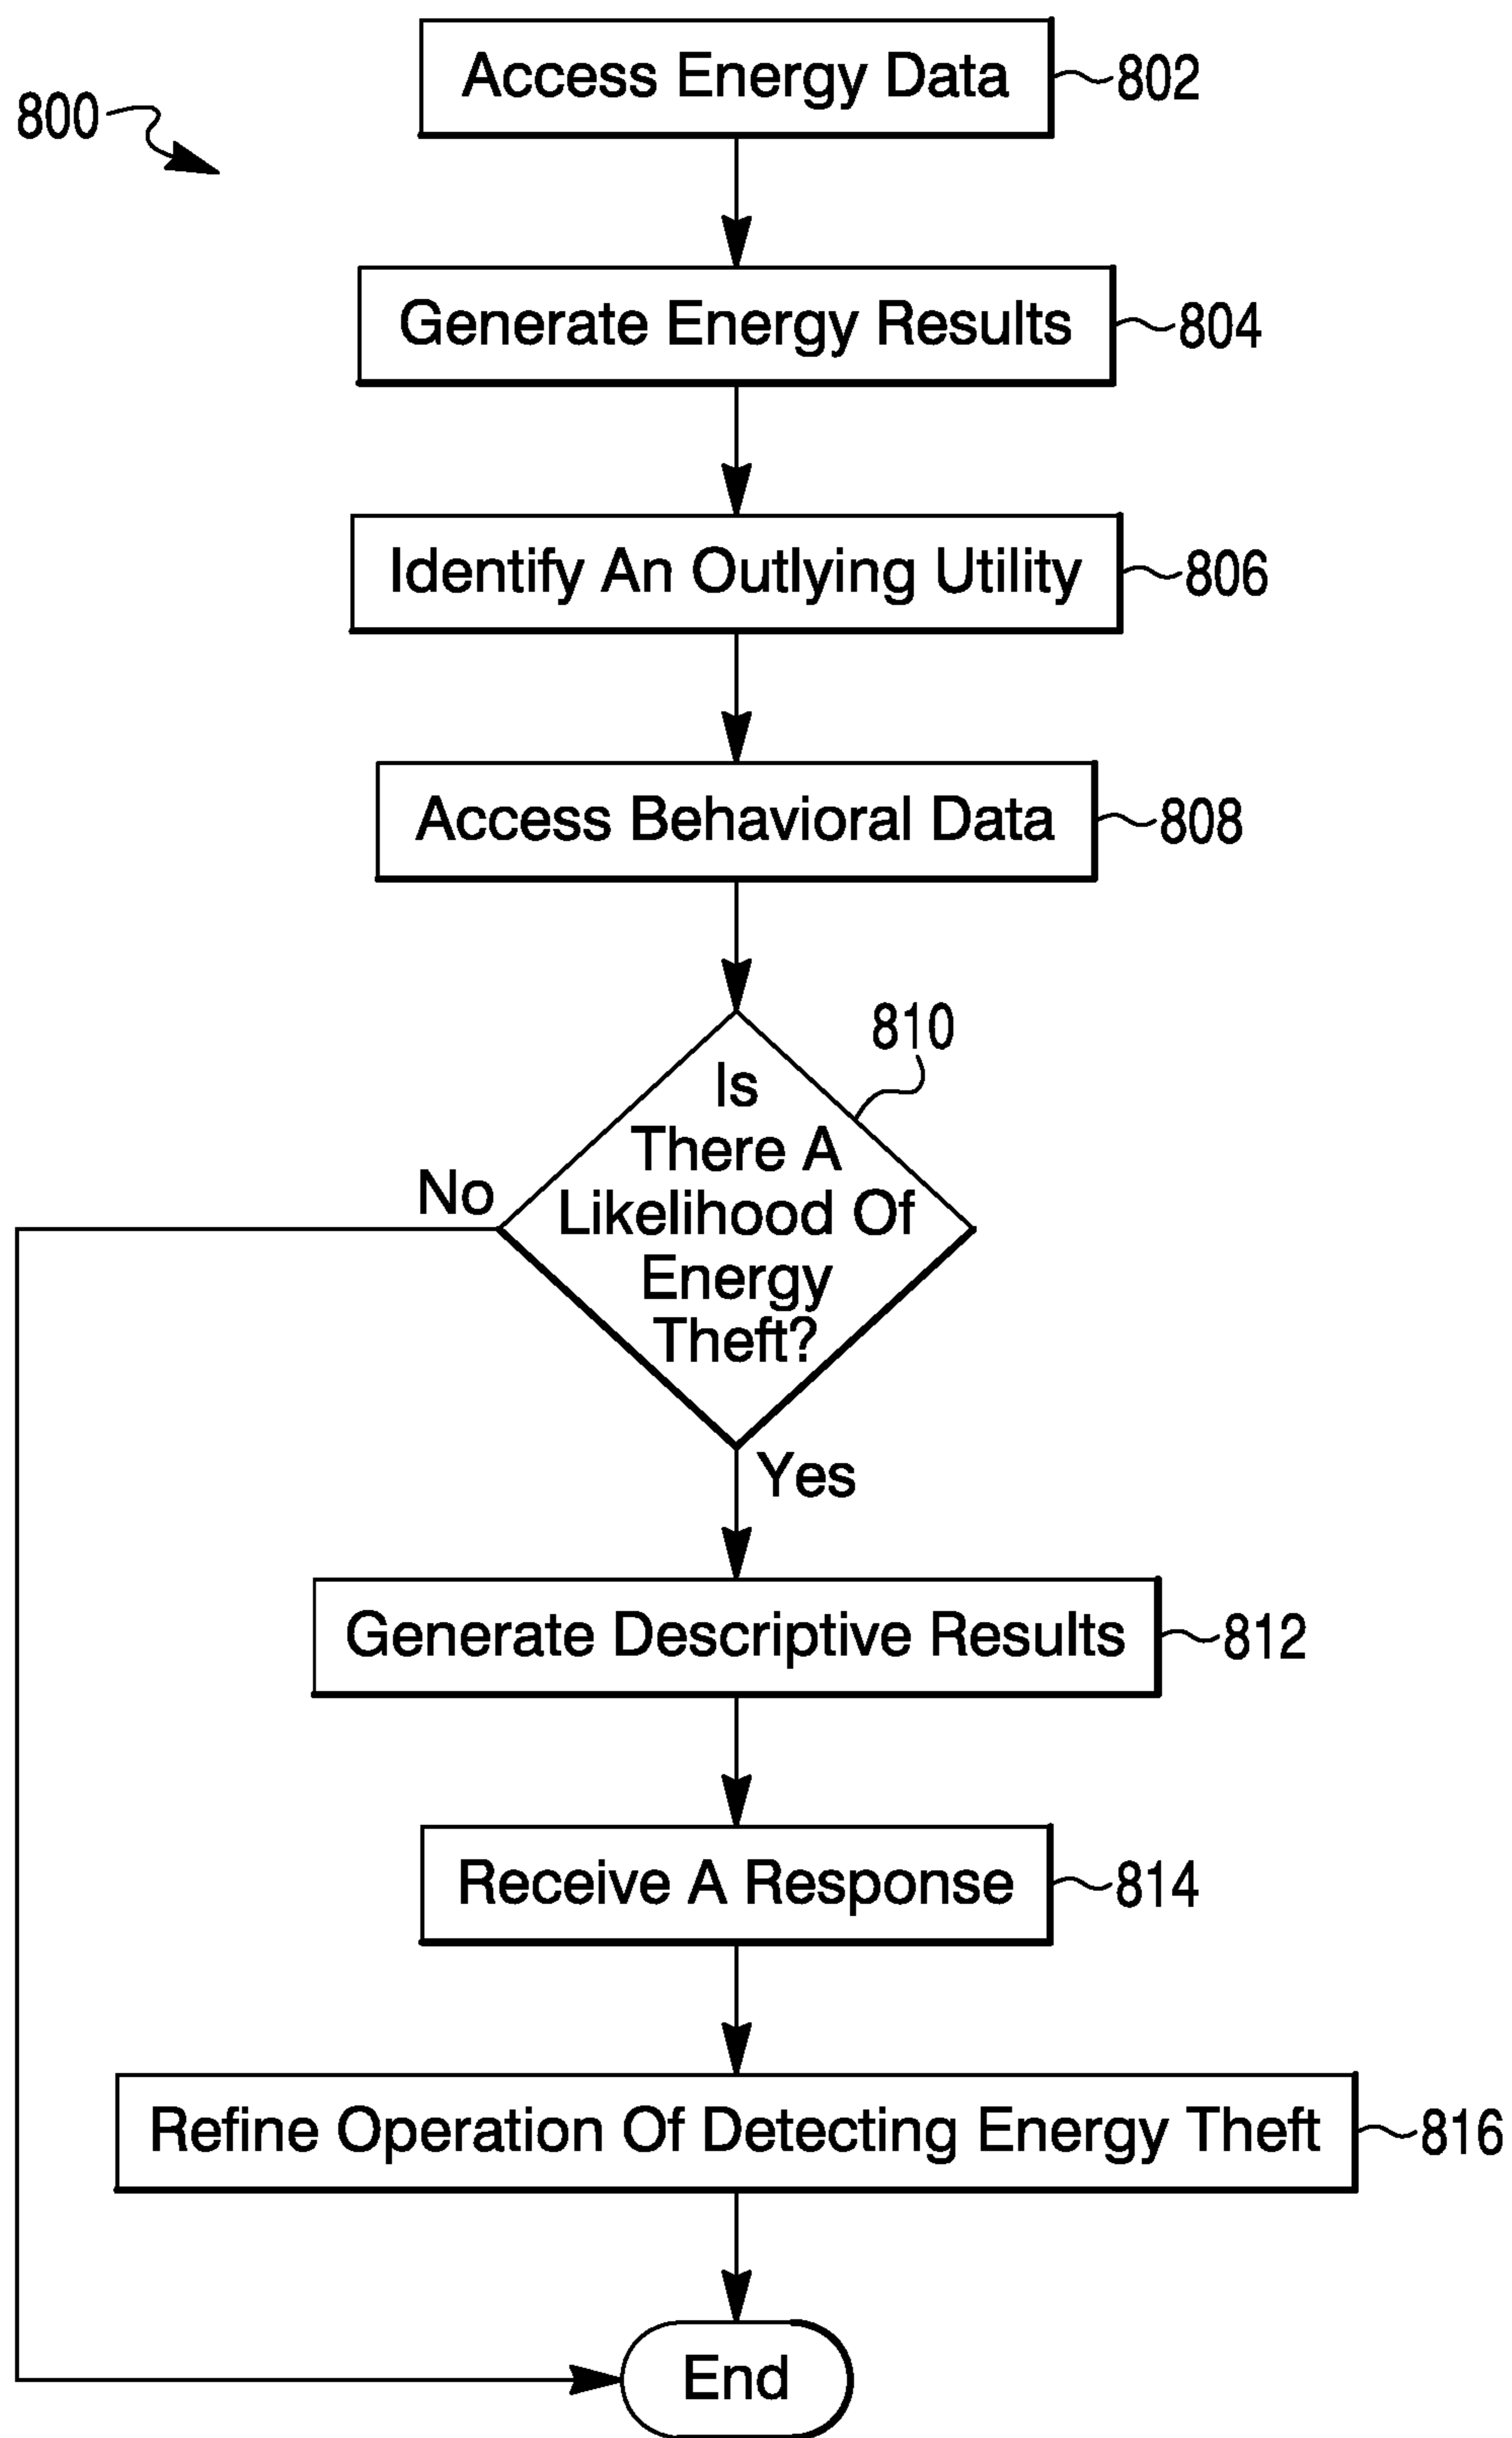 Access Energy Data
802
800
Generate Energy Results
804
Identify An Outlying Utility
806
Access Behavioral Data
808
810
Is
There A
Likelihood Of
Energy
Theft?
No
Yes
Generate Descriptive Results
812
Receive A Response
814
Refine Operation Of Detecting Energy Theft
816
End